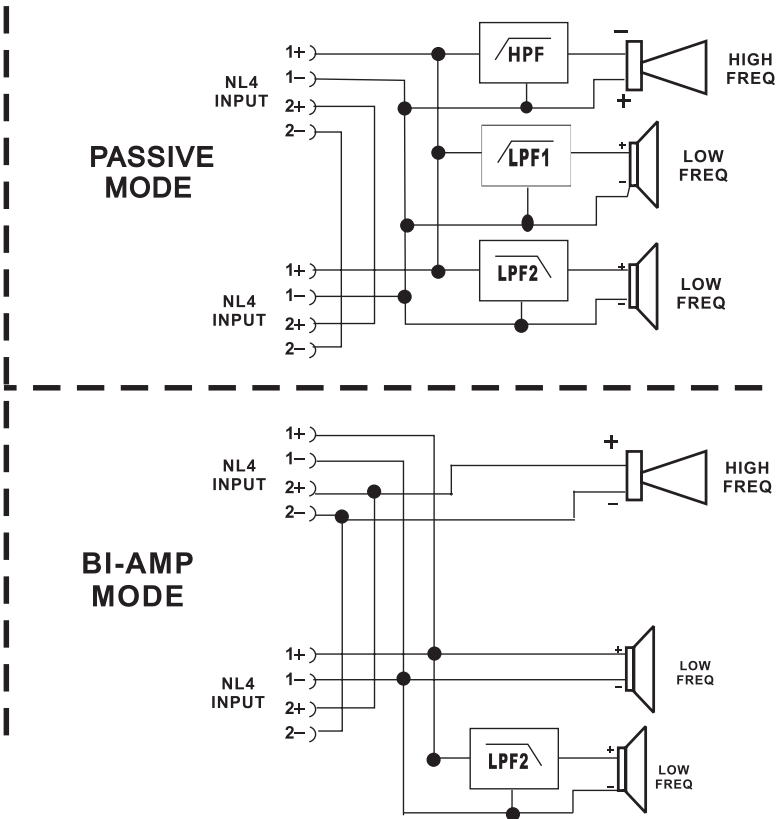 1+
1–
NL4
INPUT
2+
2–
HPF
–
+
HIGH
FREQ
PASSIVE
MODE
LPF1
+
–
LOW
FREQ
1+
1–
NL4
INPUT
2+
2–
LPF2
+
–
LOW
FREQ
1+
1–
NL4
INPUT
2+
2–
+
–
HIGH
FREQ
BI-AMP
MODE
1+
1–
NL4
INPUT
2+
2–
+
–
LOW
FREQ
LPF2
+
–
LOW
FREQ